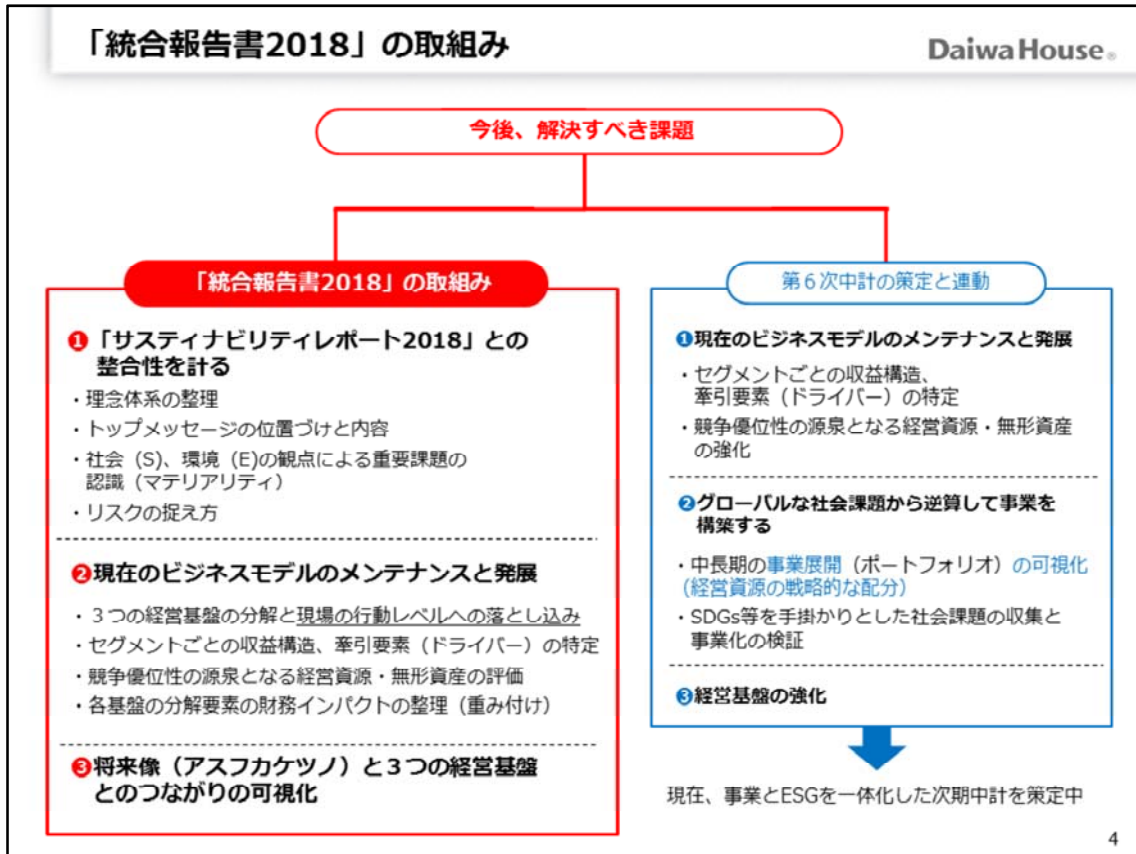 「統合報告書2018」の取組み
DaiwaHouse®
今後、解決すべき課題
「統合報告書2018」の取組み
❶「サスティナビリティレポート2018」との
整合性を計る
・理念体系の整理
・トップメッセージの位置づけと内容
・社会 (S)、環境 (E)の観点による重要課題の
認識（マテリアリティ）
・リスクの捉え方
❷現在のビジネスモデルのメンテナンスと発展
・３つの経営基盤の分解と現場の行動レベルへの落とし込み
・セグメントごとの収益構造、牽引要素（ドライバー）の特定
・競争優位性の源泉となる経営資源・無形資産の評価
・各基盤の分解要素の財務インパクトの整理（重み付け）
❸将来像（アスフカケツノ）と３つの経営基盤
とのつながりの可視化
第６次中計の策定と連動
❶現在のビジネスモデルのメンテナンスと発展
・セグメントごとの収益構造、
牽引要素（ドライバー）の特定
・競争優位性の源泉となる経営資源・無形資産
の強化
❷グローバルな社会課題から逆算して事業を
構築する
・中長期の事業展開（ポートフォリオ）の可視化
（経営資源の戦略的な配分）
・SDGs等を手掛かりとした社会課題の収集と
事業化の検証
❸経営基盤の強化
現在、事業とESGを一体化した次期中計を策定中
4